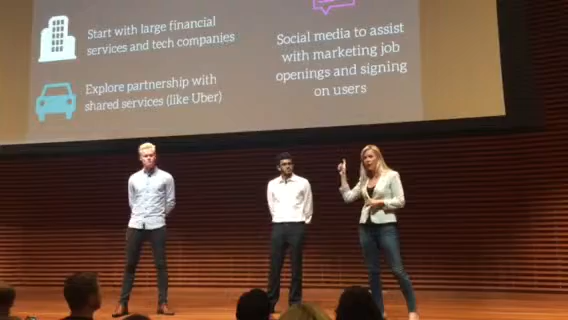 Start with large financial
services and tech companies
Explore partnership with
shared services (like Uber)
Social media to assist
with marketing job
openings and signing
on users